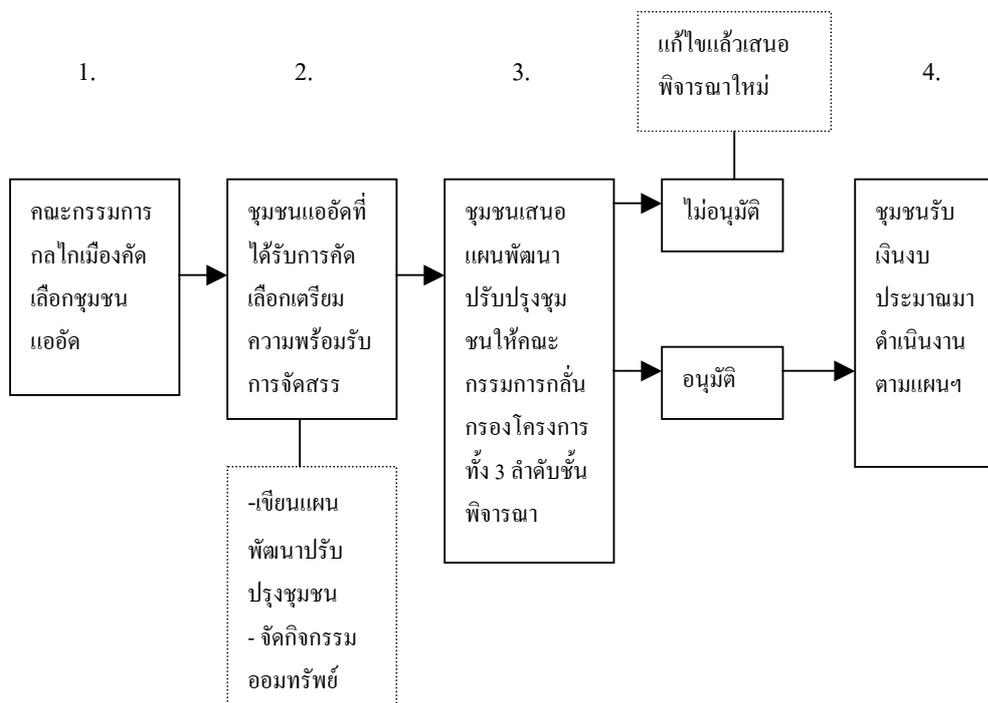 1.
2.
3.
4.
แก้ไขแล้วเสนอ
พิจารณาใหม่
คณะกรรมการ
กลไกเมืองคัด
เลือกชุมชน
แออัด
ชุมชนแออัดที่
ได้รับการคัด
เลือกเตรียม
ความพร้อมรับ
การจัดสรร
-เขียนแผน
พัฒนาปรับ
ปรุงชุมชน
- จัดกิจกรรม
ออมทรัพย์
ชุมชนเสนอ
แผนพัฒนา
ปรับปรุงชุม
ชนให้คณะ
กรรมการกลั่น
กรองโครงการ
ทั้ง 3 ลำดับชั้น
พิจารณา
ไม่อนุมัติ
อนุมัติ
ชุมชนรับ
เงินงบ
ประมาณมา
ดำเนินงาน
ตามแผนฯ